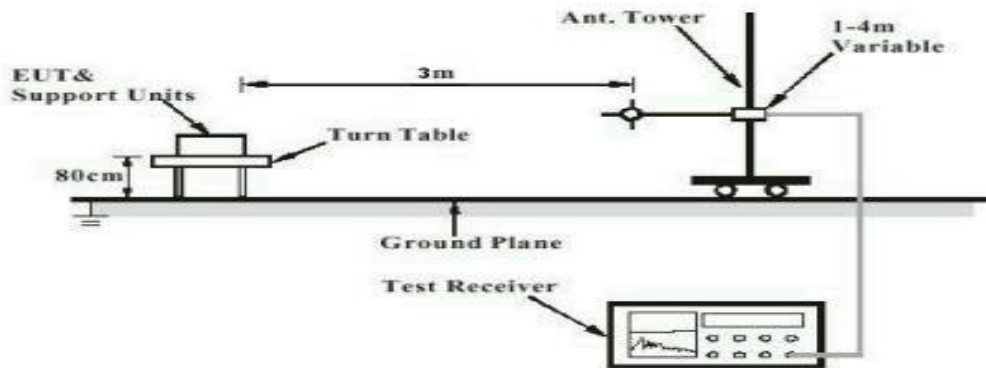 Ant. Tower
1-4m
Variable
3m
EUT&
Support Units
Turn Table
80cm
Ground Plane
Test Receiver